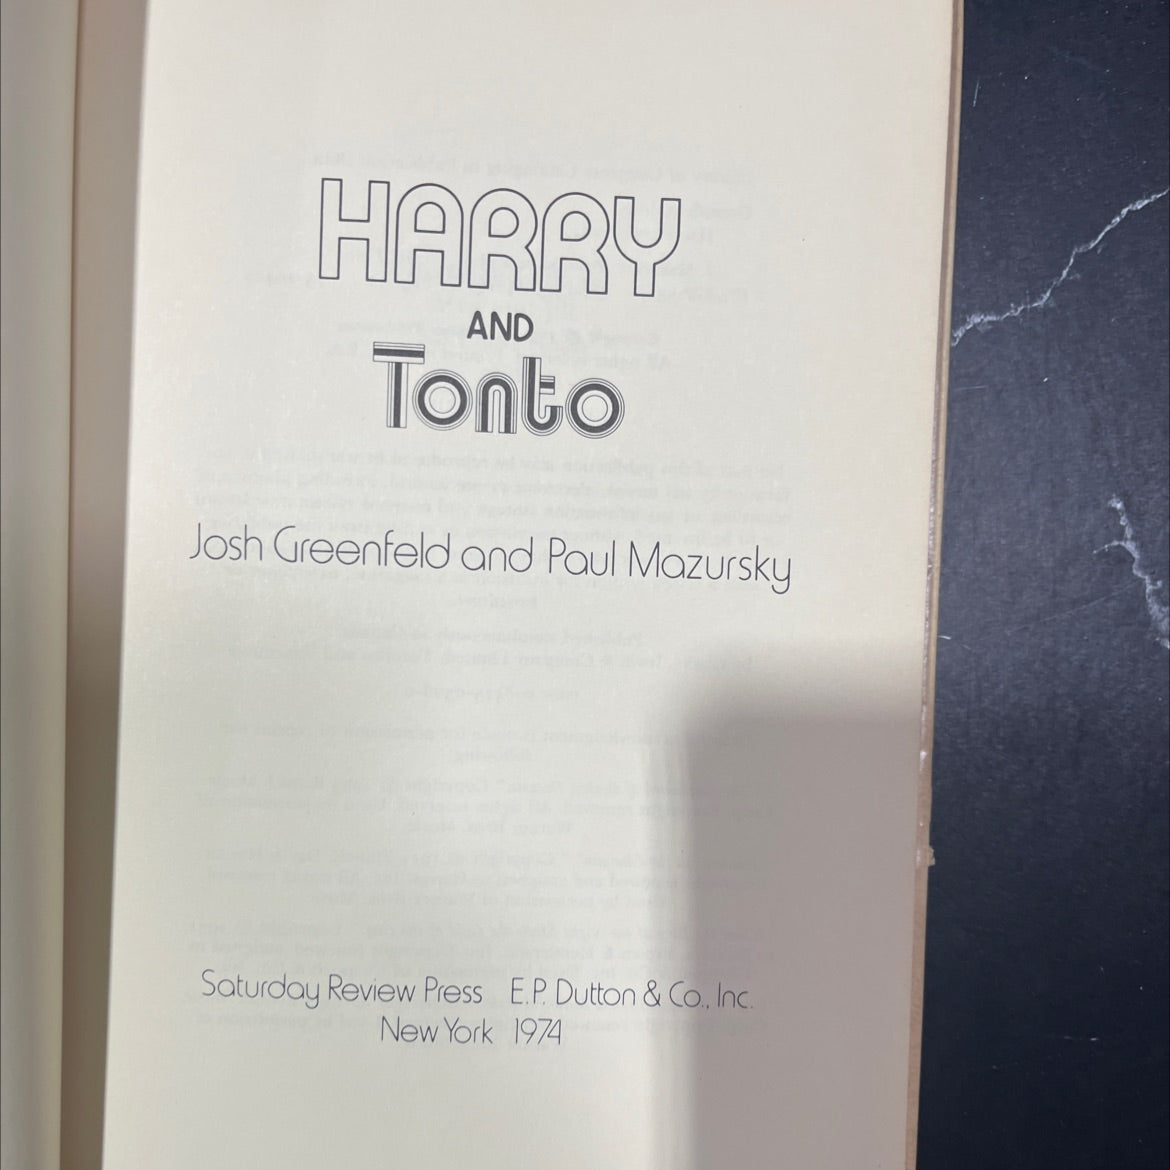 HARRY
AND
Tonto
Josh Greenfeld and Paul Mazursky
Saturday Review Press E.P. Dutton & Co., Inc.
New York 1974